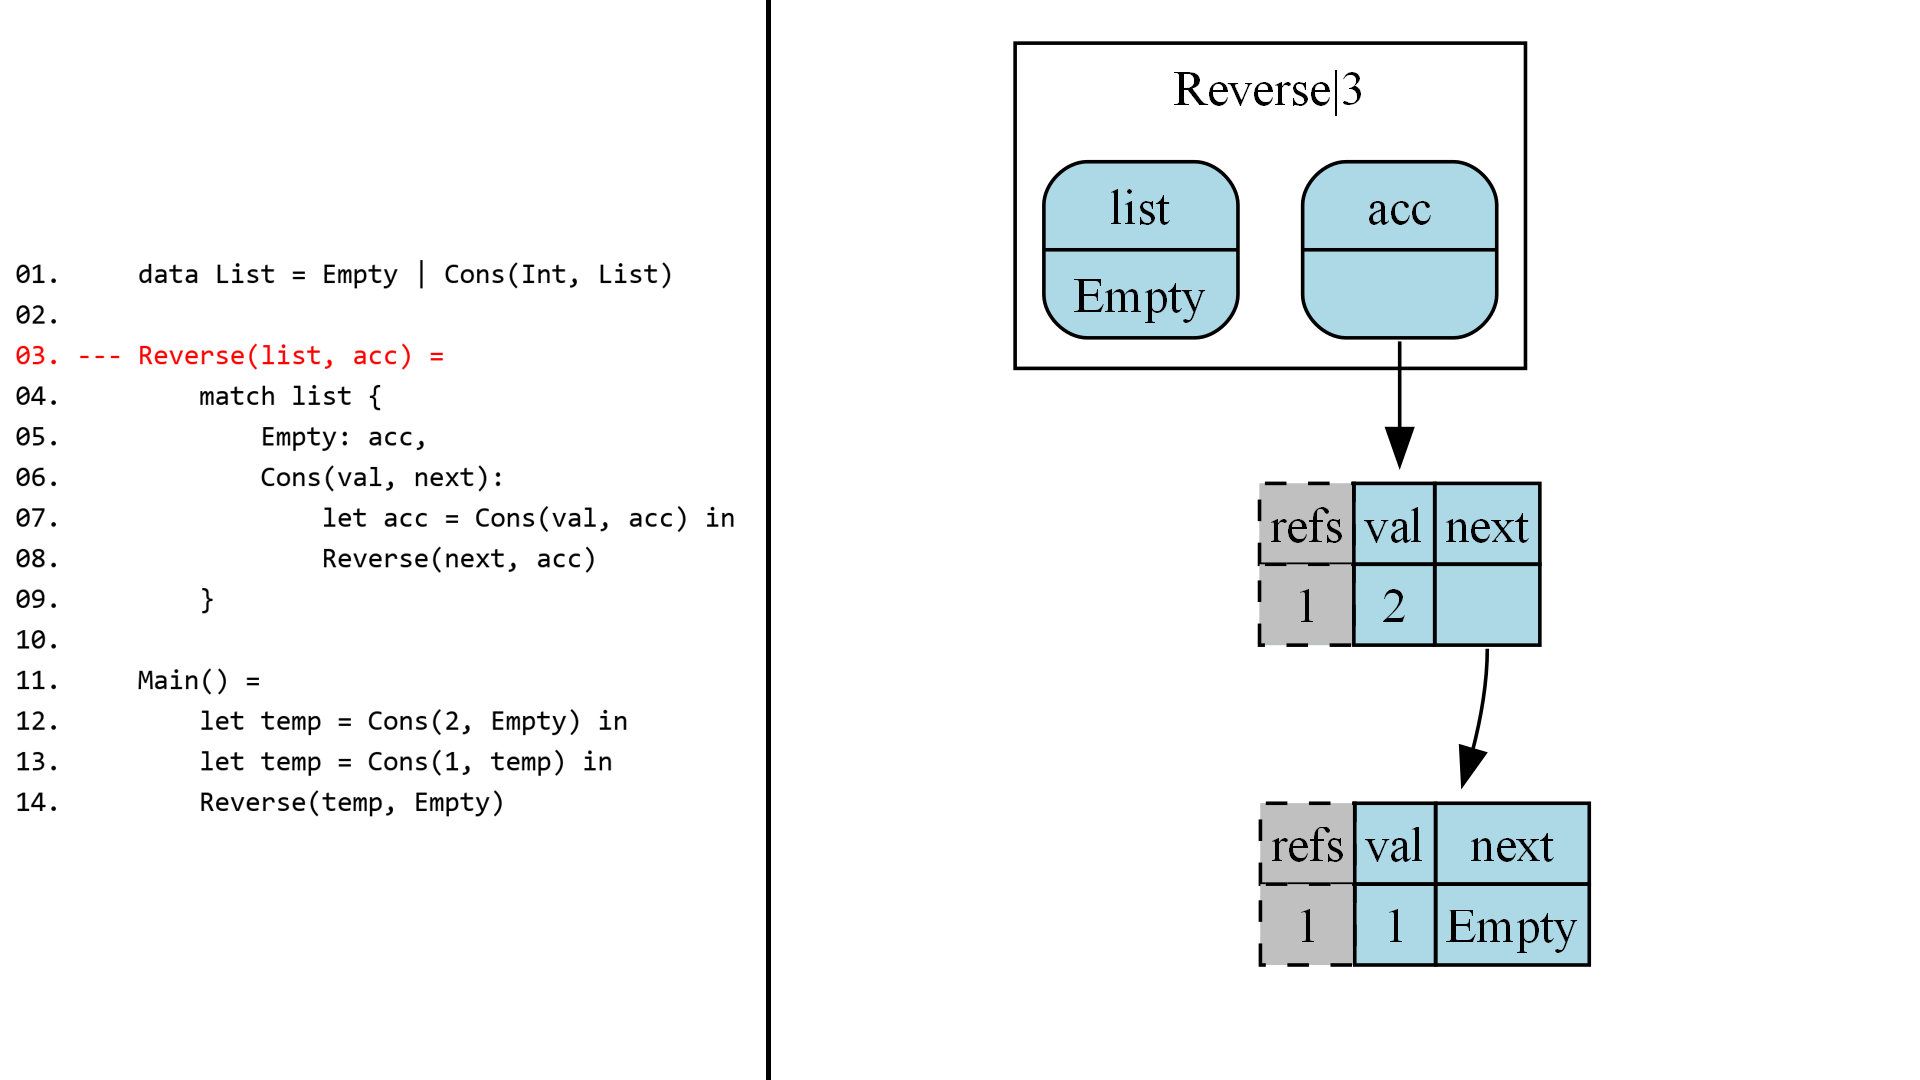 01. data List = Empty | Cons(Int, List)
02.
03. --- Reverse(list, acc) =
04. match list {
05. Empty: acc,
06. Cons(val, next):
07. let acc = Cons(val, acc) in
08. Reverse(next, acc)
09. }
10.
11. Main() =
12. let temp = Cons(2, Empty) in
13. let temp = Cons(1, temp) in
14. Reverse(temp, Empty)
Reverse|3
list acc
Empty
refs val next
1 2
refs val next
1 1 Empty